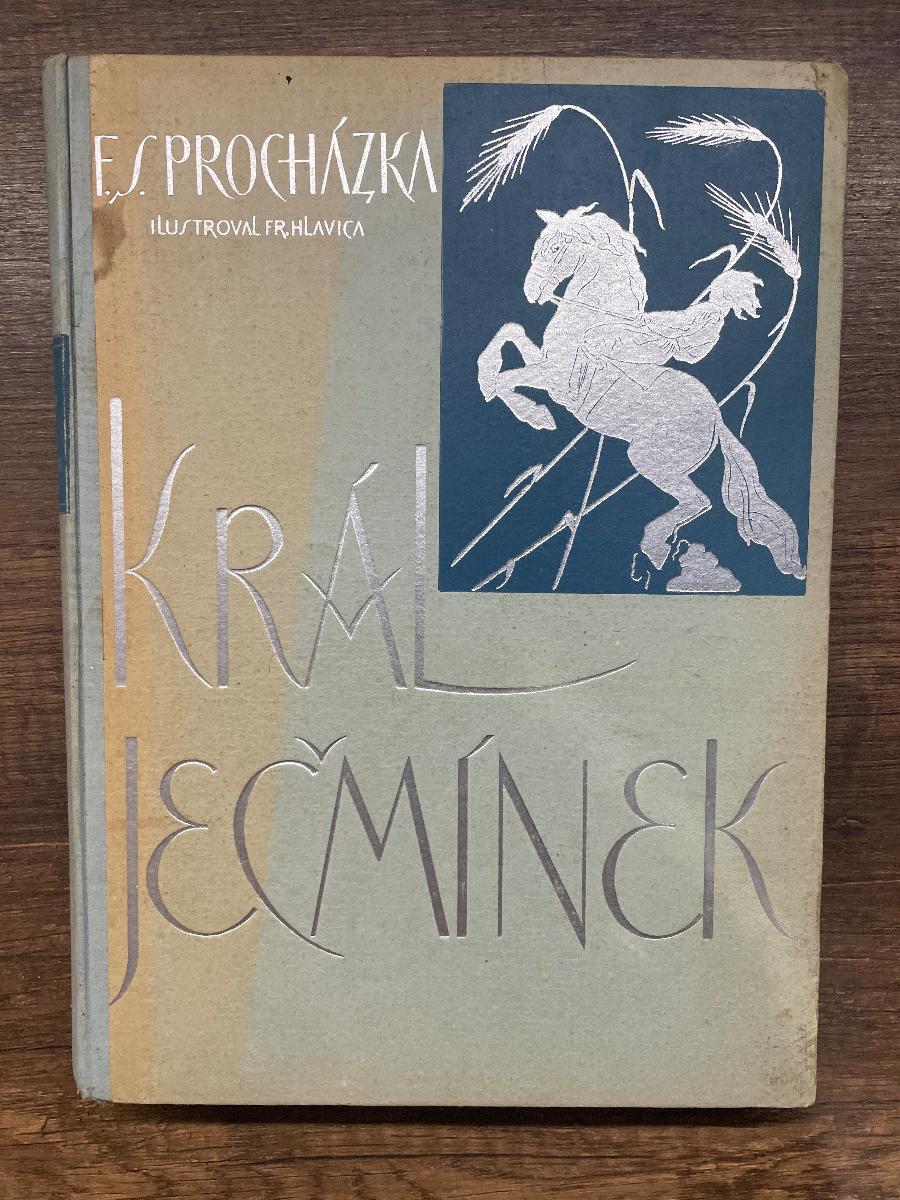 F. S. PROCHÁZKA
ILUSTROVAL FR. HLAVICA
KRÁL
JEČMÍNEK